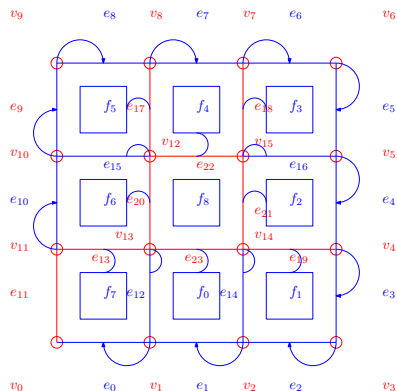 v₉ e₈ v₈ e₇ v₇ e₆ v₆
e₉ f₅ e₁₇ f₄ e₁₈ f₃ e₅
v₁₂ v₁₅
v₁₀ e₁₅ e₂₂ e₁₆ v₅
e₁₀ f₆ e₂₀ f₈ e₂₁ f₂ e₄
v₁₃ v₁₄
v₁₁ e₁₃ e₂₃ e₁₉ v₄
e₁₁ f₇ e₁₂ f₀ e₁₄ f₁ e₃
v₀ e₀ v₁ e₁ v₂ e₂ v₃